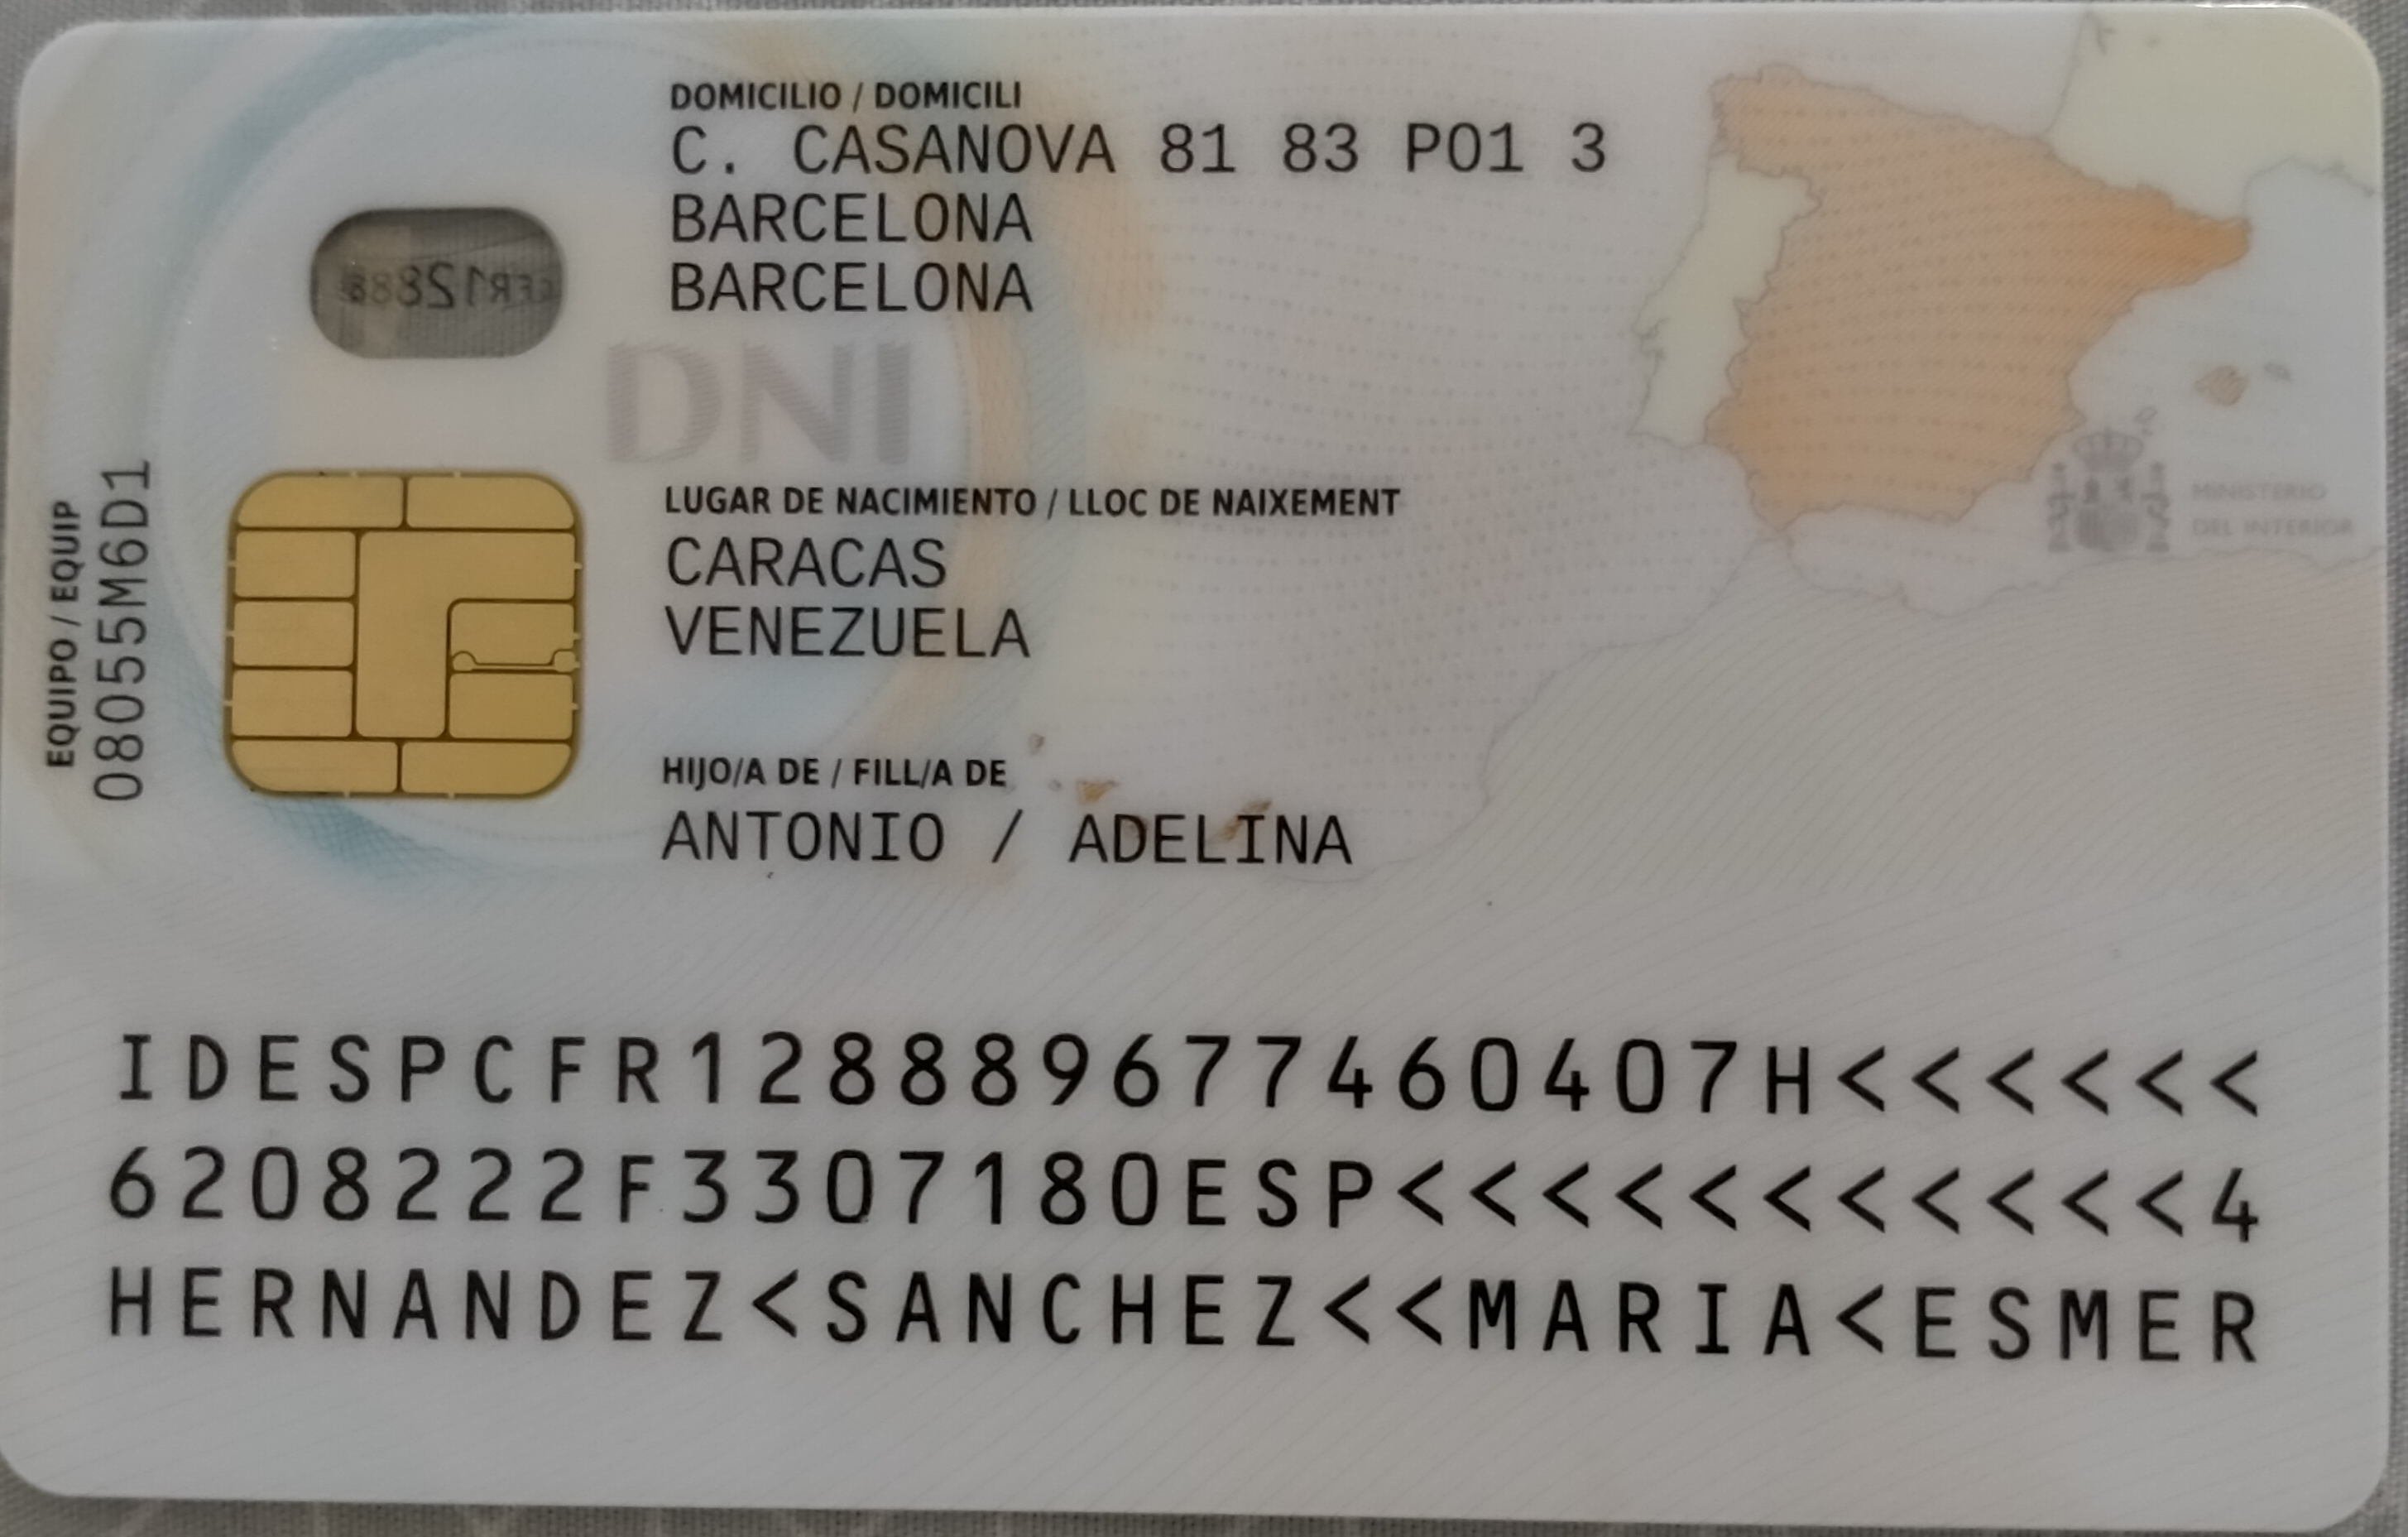 DOMICILIO / DOMICILI
C. CASANOVA 81 83 P01 3
BARCELONA
BARCELONA
DNI
LUGAR DE NACIMIENTO / LLOC DE NAIXEMENT
CARACAS
VENEZUELA
MINISTERIO
DEL INTERIOR
HIJO/A DE / FILL/A DE
ANTONIO / ADELINA
EQUIPO / EQUIP
08055M6D1
IDESPCFR128889677460407H<<<<<<
6208222F3307180ESP<<<<<<<<<<<4
HERNANDEZ<SANCHEZ<<MARIA<ESMER